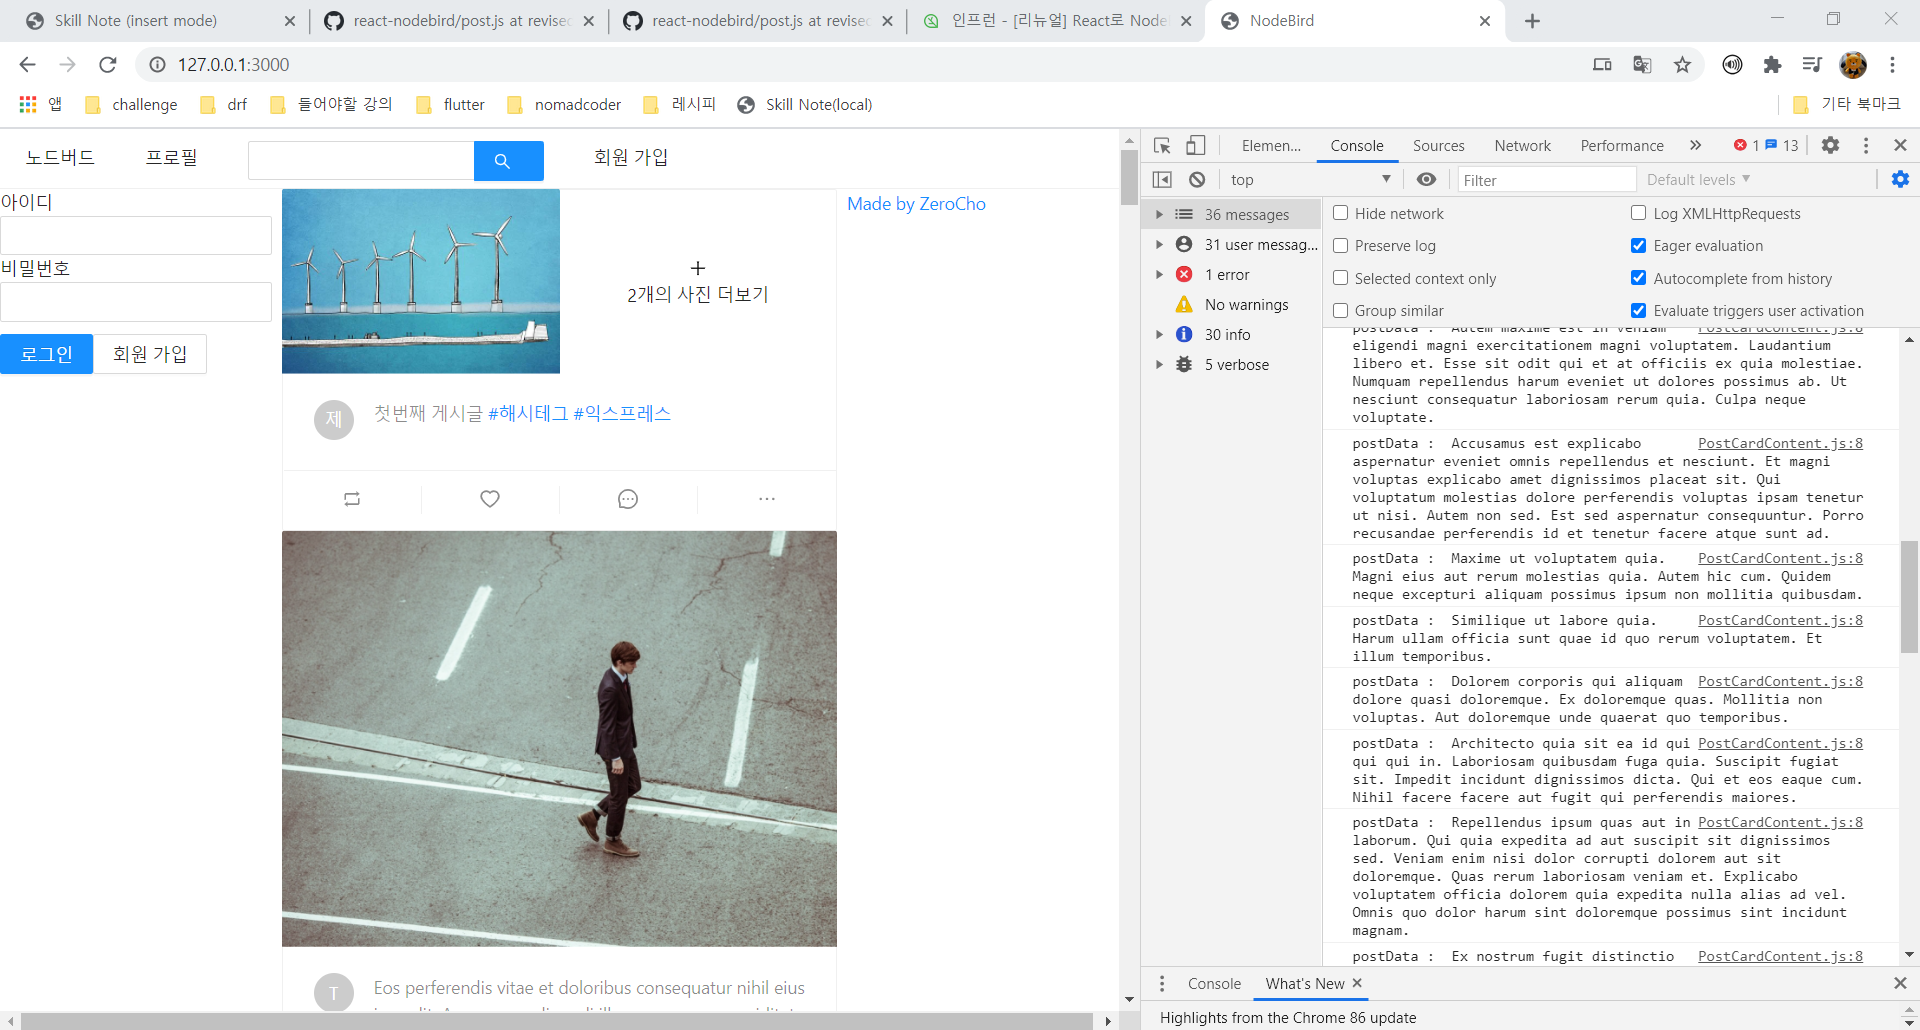 Skill Note (insert mode)
react-nodebird/post.js at revised
react-nodebird/post.js at revised
인프런 - [리뉴얼] React로 Node
NodeBird
127.0.0.1:3000
앱
challenge
drf
들어야할 강의
flutter
nomadcoder
레시피
Skill Note(local)
기타 북마크
노드버드
프로필
회원 가입
아이디
비밀번호
로그인
회원 가입
2개의 사진 더보기
제
첫번째 게시글 #해시태그 #익스프레스
T
Eos perferendis vitae et doloribus consequatur nihil eius
Made by ZeroCho
Elemen...
Console
Sources
Network
Performance
1
13
top
Filter
Default levels
36 messages
31 user messag...
1 error
No warnings
30 info
5 verbose
Hide network
Log XMLHttpRequests
Preserve log
Eager evaluation
Selected context only
Autocomplete from history
Group similar
Evaluate triggers user activation
postData :  Autem maxime est in veniam PostCardContent.js:8
eligendi magni exercitationem magni voluptatem. Laudantium
libero et. Esse sit odit qui et at officiis ex quia molestiae.
Numquam repellendus harum eveniet ut dolores possimus ab. Ut
nesciunt consequatur laboriosam rerum quia. Culpa neque
voluptate.
postData :  Accusamus est explicabo PostCardContent.js:8
aspernatur eveniet omnis repellendus et nesciunt. Et magni
voluptas explicabo amet dignissimos placeat sit. Qui
voluptatum molestias dolore perferendis voluptas ipsam tenetur
ut nisi. Autem non sed. Est sed aspernatur consequuntur. Porro
recusandae perferendis id et tenetur facere atque sunt ad.
postData :  Maxime ut voluptatem quia. PostCardContent.js:8
Magni eius aut rerum molestias quia. Autem hic cum. Quidem
neque excepturi aliquam possimus ipsum non mollitia quibusdam.
postData :  Similique ut labore quia. PostCardContent.js:8
Harum ullam officia sunt quae id quo rerum voluptatem. Et
illum temporibus.
postData :  Dolorem corporis qui aliquam PostCardContent.js:8
dolore quasi doloremque. Ex doloremque quas. Mollitia non
voluptas. Aut doloremque unde quaerat quo temporibus.
postData :  Architecto quia sit ea id qui PostCardContent.js:8
qui qui in. Laboriosam quibusdam fuga quia. Suscipit fugiat
sit. Impedit incidunt dignissimos dicta. Qui et eos eaque cum.
Nihil facere facere aut fugit qui perferendis maiores.
postData :  Repellendus ipsum quas aut in PostCardContent.js:8
laborum. Qui quia expedita ad aut suscipit sit dignissimos
sed. Veniam enim nisi dolor corrupti dolorem aut sit
doloremque. Quas rerum laboriosam veniam et. Explicabo
voluptatem officia dolorem quia expedita nulla alias ad vel.
Omnis quo dolor harum sint doloremque possimus sint incidunt
magnam.
postData :  Ex nostrum fugit distinctio PostCardContent.js:8
Console
What's New
Highlights from the Chrome 86 update